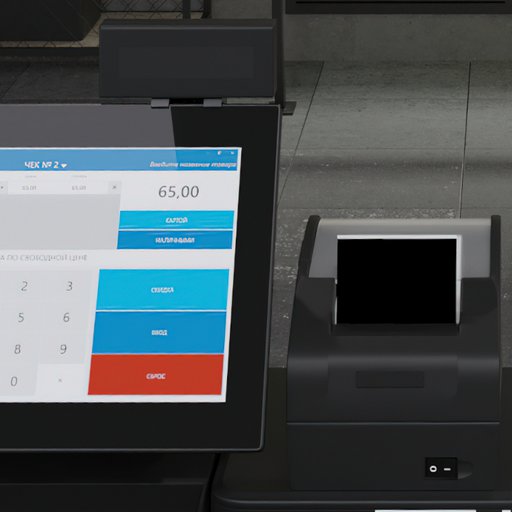 ЧЕК № 2
Введите название товара
65,00
65,00
65,00
КАРТОЙ
НАЛИЧНЫМИ
ПО СВОБОДНОЙ ЦЕНЕ
2 3
СКИДКА
5 6
ВВОД
8 9
0 ×
СБРОС